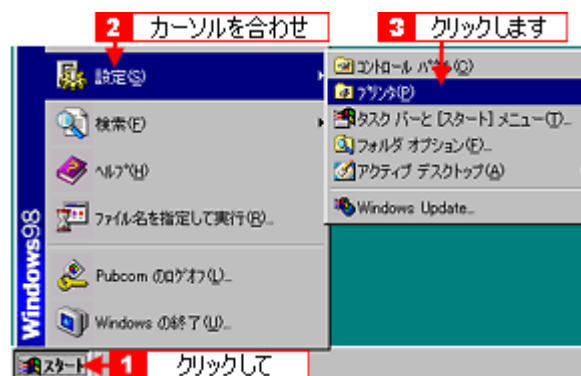 2 カーソルを合わせ
3 クリックします
設定(S)
検索(F)
ヘルプ(H)
ファイル名を指定して実行(R)...
Pubcom のログオフ(L)...
Windows の終了(U)...
コントロール パネル(C)
プリンタ(P)
タスク バーと [スタート] メニュー(T)...
フォルダ オプション(F)...
アクティブ デスクトップ(A)
Windows Update...
Windows98
スタート
1 クリックして